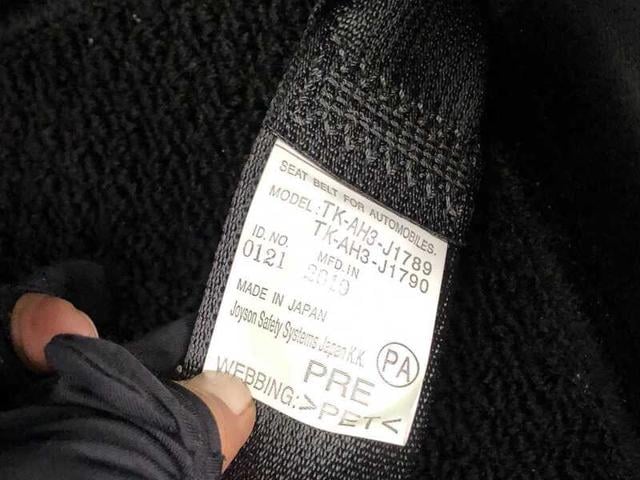 SEAT BELT FOR AUTOMOBILES.
MODEL:TK-AH3-J1789
TK-AH3-J1790
ID. NO. MFD.IN
0121 2019
MADE IN JAPAN
Joyson Safety Systems Japan K.K.
PRE PA
WEBBING: >PET<